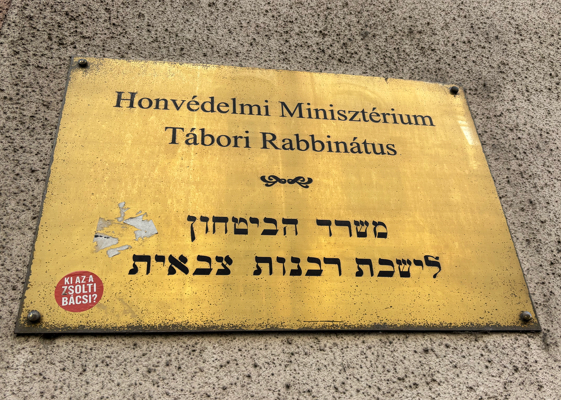 Honvédelmi Minisztérium
Tábori Rabbinátus
משרד הביטחון
לישכת רבנות צבאית
KI AZ A
ZSOLTI
BÁCSI?